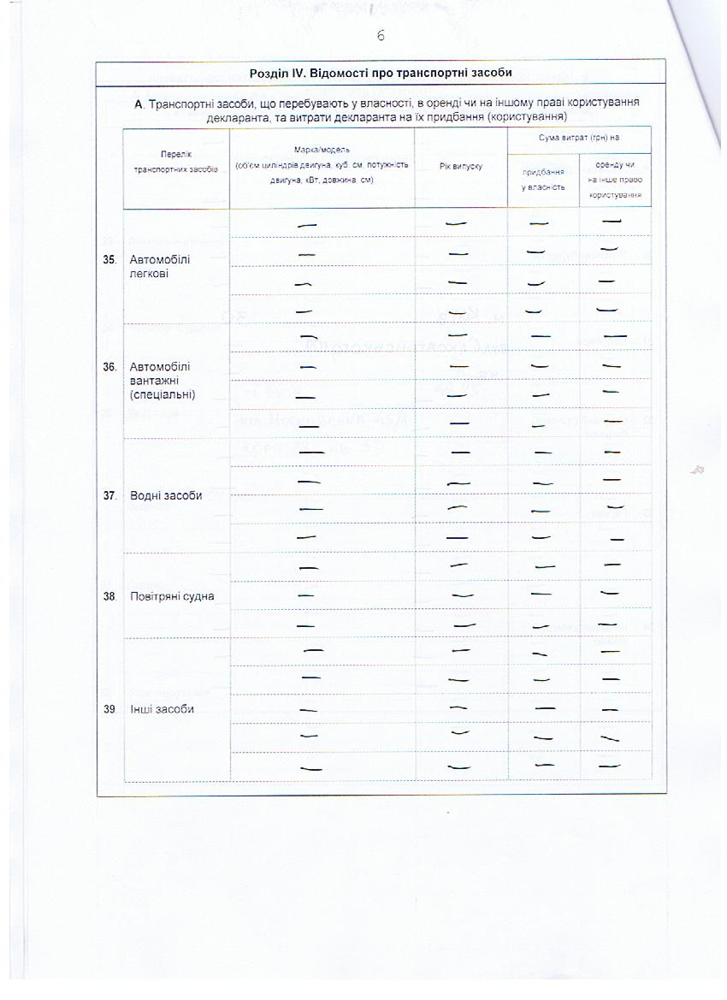 6
Розділ IV. Відомості про транспортні засоби
А. Транспортні засоби, що перебувають у власності, в оренді чи на іншому праві користування
декларанта, та витрати декларанта на їх придбання (користування)
Перелік
транспортних засобів
Марка/модель
(об'єм циліндрів двигуна, куб. см, потужність
двигуна, кВт, довжина, см)
Рік випуску
Сума витрат (грн) на
придбання
у власність
оренду чи
на інше право
користування
— — — —
35. Автомобілі
легкові
— — — —
— — — —
— — — —
— — — —
36. Автомобілі
вантажні
(спеціальні)
— — — —
— — — —
— — — —
— — — —
37. Водні засоби
— — — —
— — — —
— — — —
— — — —
38. Повітряні судна
— — — —
— — — —
— — — —
— — — —
39. Інші засоби
— — — —
— — — —
— — — —